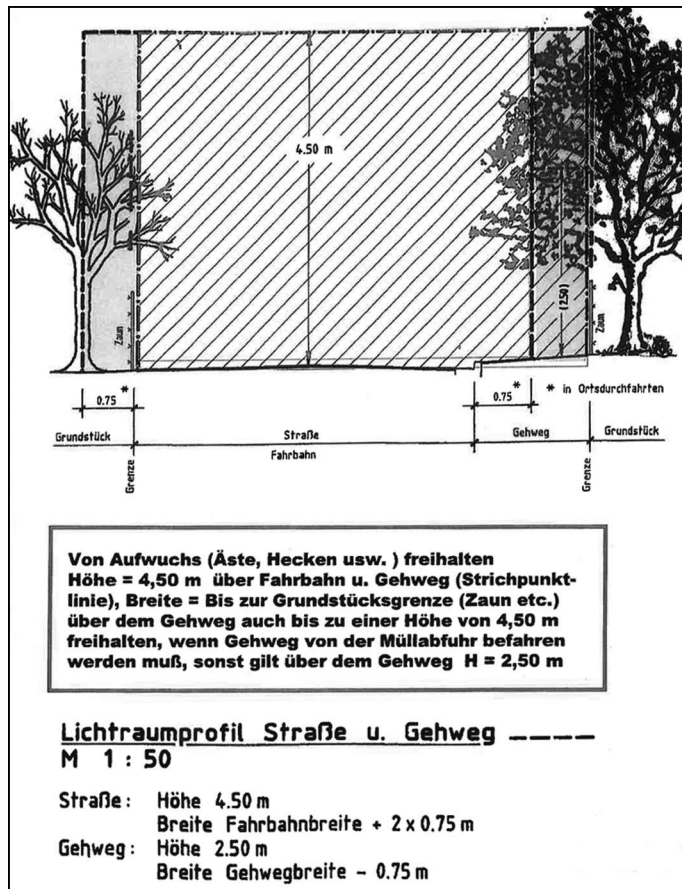 4.50 m
(2.50)
Zaun
Zaun
*
0.75
*
0.75
* in Ortsdurchfahrten
Grundstück
Straße
Gehweg
Grundstück
Fahrbahn
Grenze
Grenze
Von Aufwuchs (Äste, Hecken usw. ) freihalten
Höhe = 4,50 m über Fahrbahn u. Gehweg (Strichpunkt-
linie), Breite = Bis zur Grundstücksgrenze (Zaun etc.)
über dem Gehweg auch bis zu einer Höhe von 4,50 m
freihalten, wenn Gehweg von der Müllabfuhr befahren
werden muß, sonst gilt über dem Gehweg H = 2,50 m
Lichtraumprofil Straße u. Gehweg
M 1 : 50
Straße: Höhe 4.50 m
Breite Fahrbahnbreite + 2 x 0.75 m
Gehweg: Höhe 2.50 m
Breite Gehwegbreite - 0.75 m